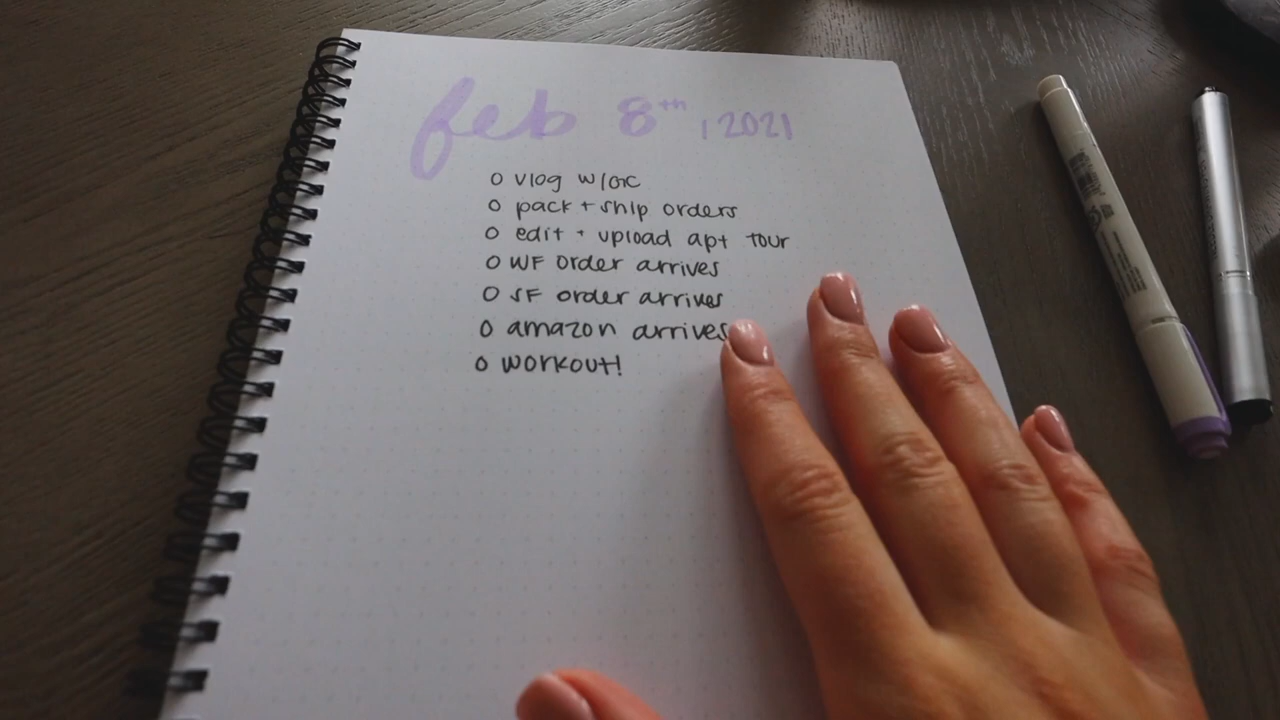 feb 8th, 2021
o vlog w/oc
o pack + ship orders
o edit + upload apt tour
o WF order arrives
o SF order arrives
o amazon arrives
o workout!